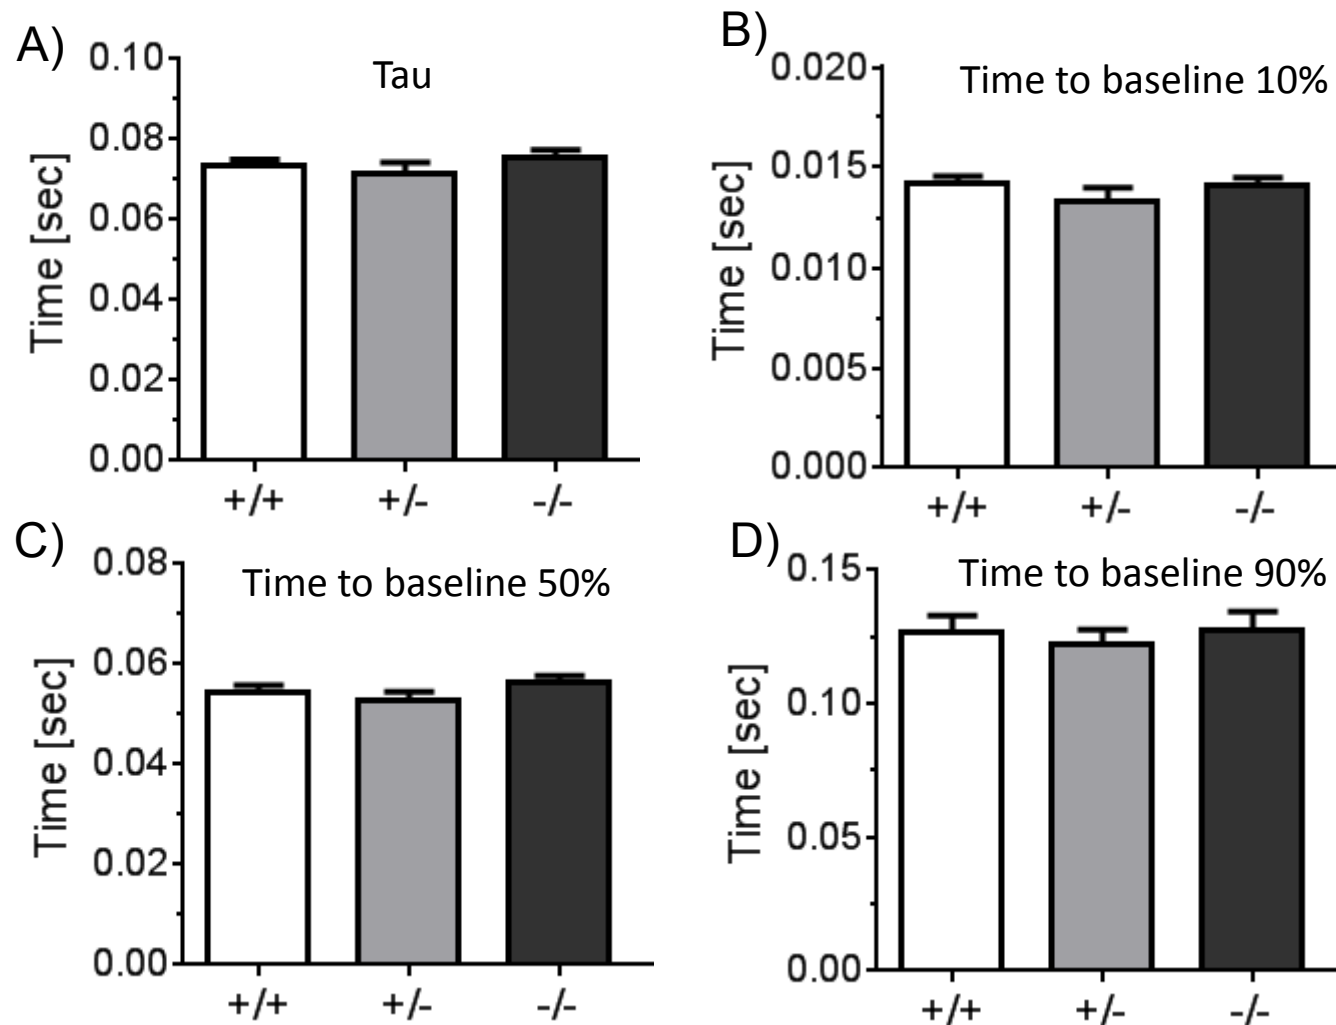 A)
Tau
Time [sec]
0.10
0.08
0.06
0.04
0.02
0.00
+/+ +/- -/-
B)
Time to baseline 10%
Time [sec]
0.020
0.015
0.010
0.005
0.000
+/+ +/- -/-
C)
Time to baseline 50%
Time [sec]
0.08
0.06
0.04
0.02
0.00
+/+ +/- -/-
D)
Time to baseline 90%
Time [sec]
0.15
0.10
0.05
0.00
+/+ +/- -/-